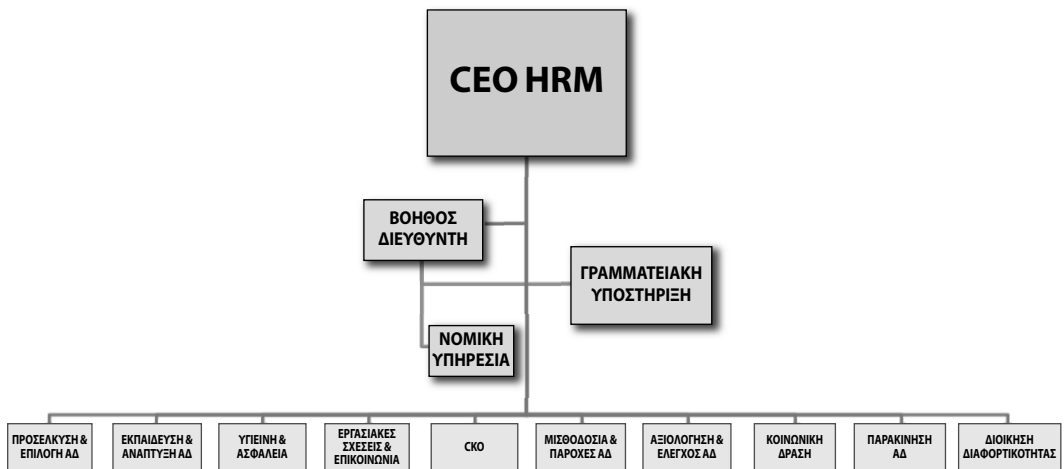 CEO HRM
ΒΟΗΘΟΣ
ΔΙΕΥΘΥΝΤΗ
ΓΡΑΜΜΑΤΕΙΑΚΗ
ΥΠΟΣΤΗΡΙΞΗ
ΝΟΜΙΚΗ
ΥΠΗΡΕΣΙΑ
ΠΡΟΣΕΛΚΥΣΗ &
ΕΠΙΛΟΓΗ ΑΔ
ΕΚΠΑΙΔΕΥΣΗ &
ΑΝΑΠΤΥΞΗ ΑΔ
ΥΓΙΕΙΝΗ &
ΑΣΦΑΛΕΙΑ
ΕΡΓΑΣΙΑΚΕΣ
ΣΧΕΣΕΙΣ &
ΕΠΙΚΟΙΝΩΝΙΑ
CKO
ΜΙΣΘΟΔΟΣΙΑ &
ΠΑΡΟΧΕΣ ΑΔ
ΑΞΙΟΛΟΓΗΣΗ &
ΕΛΕΓΧΟΣ ΑΔ
ΚΟΙΝΩΝΙΚΗ
ΔΡΑΣΗ
ΠΑΡΑΚΙΝΗΣΗ
ΑΔ
ΔΙΟΙΚΗΣΗ
ΔΙΑΦΟΡΤΙΚΟΤΗΤΑΣ